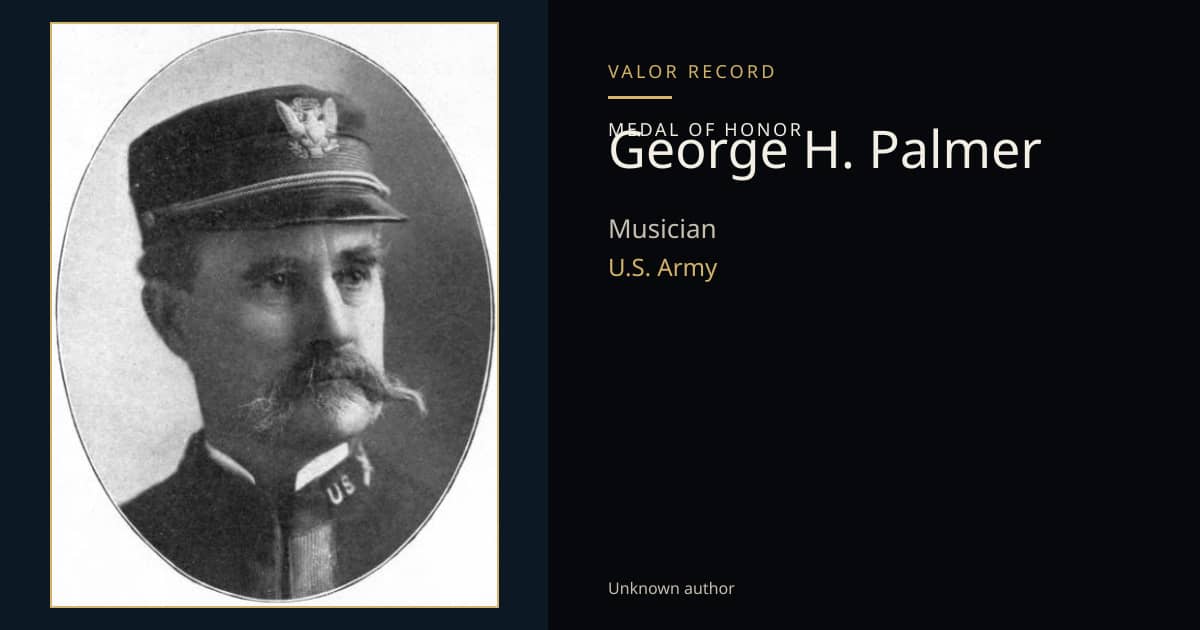 VALOR RECORD
MEDAL OF HONOR
George H. Palmer
Musician
U.S. Army
US
Unknown author